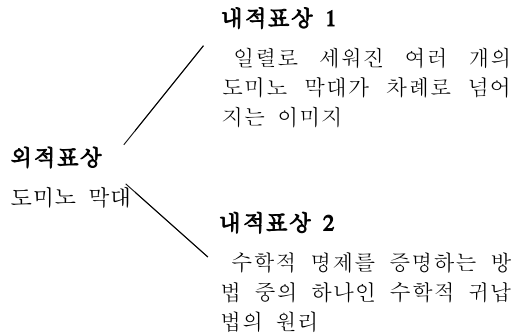 내적표상 1
일렬로 세워진 여러 개의
도미노 막대가 차례로 넘어
지는 이미지
외적표상
도미노 막대
내적표상 2
수학적 명제를 증명하는 방
법 중의 하나인 수학적 귀납
법의 원리